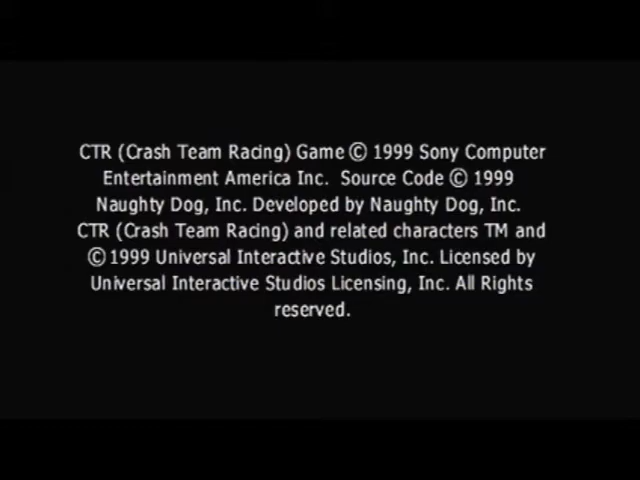 CTR (Crash Team Racing) Game © 1999 Sony Computer
Entertainment America Inc. Source Code © 1999
Naughty Dog, Inc. Developed by Naughty Dog, Inc.
CTR (Crash Team Racing) and related characters TM and
© 1999 Universal Interactive Studios, Inc. Licensed by
Universal Interactive Studios Licensing, Inc. All Rights
reserved.